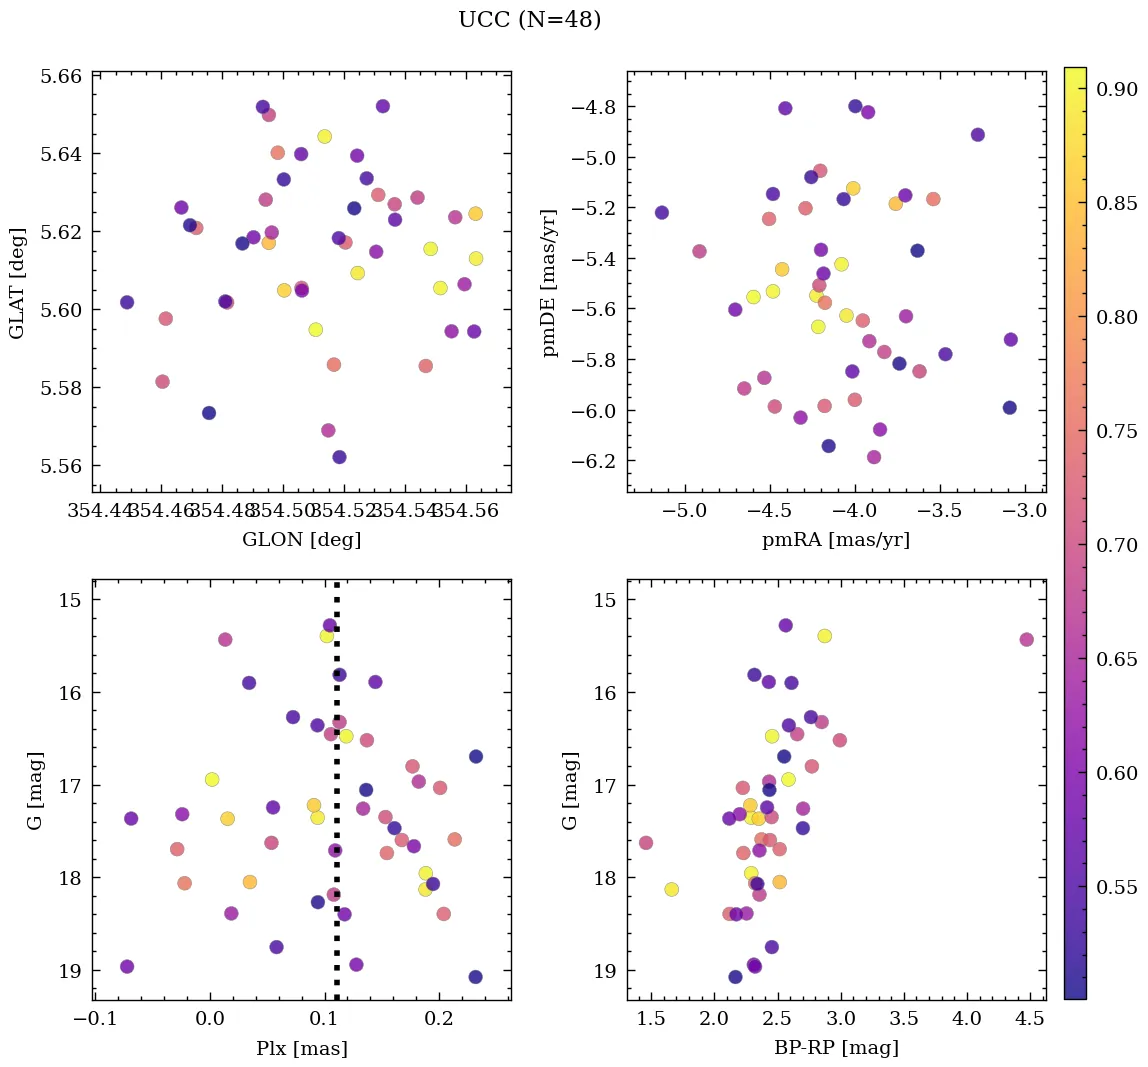 UCC (N=48)
5.66
5.64
5.62
5.60
5.58
5.56
GLAT [deg]
354.44 354.46 354.48 354.50 354.52 354.54 354.56
GLON [deg]
−4.8
−5.0
−5.2
−5.4
−5.6
−5.8
−6.0
−6.2
pmDE [mas/yr]
−5.0 −4.5 −4.0 −3.5 −3.0
pmRA [mas/yr]
15
16
17
18
19
G [mag]
−0.1 0.0 0.1 0.2
Plx [mas]
15
16
17
18
19
G [mag]
1.5 2.0 2.5 3.0 3.5 4.0 4.5
BP-RP [mag]
0.90
0.85
0.80
0.75
0.70
0.65
0.60
0.55